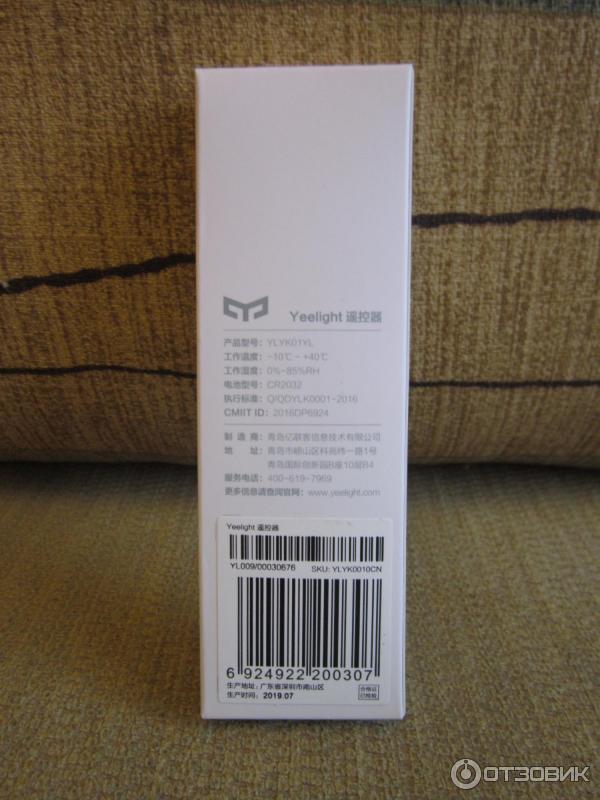 Yeelight 遥控器
产品型号: YLYK01YL
工作温度: -10℃ - +40℃
工作湿度: 0%-85%RH
电池型号: CR2032
执行标准: Q/QDYLK0001-2016
CMIIT ID: 2016DP6924
制造商: 青岛亿联客信息技术有限公司
地址: 青岛市崂山区科苑纬一路1号
青岛国际创新园B座10层B4
服务电话: 400-619-7969
更多信息请查阅官网: www.yeelight.com
Yeelight 遥控器
YL009/00030676 SKU: YLYK0010CN
6 924922 200307
生产地址: 广东省深圳市南山区
生产时间: 2019.07
合格证
已检验
ОТЗОВИК